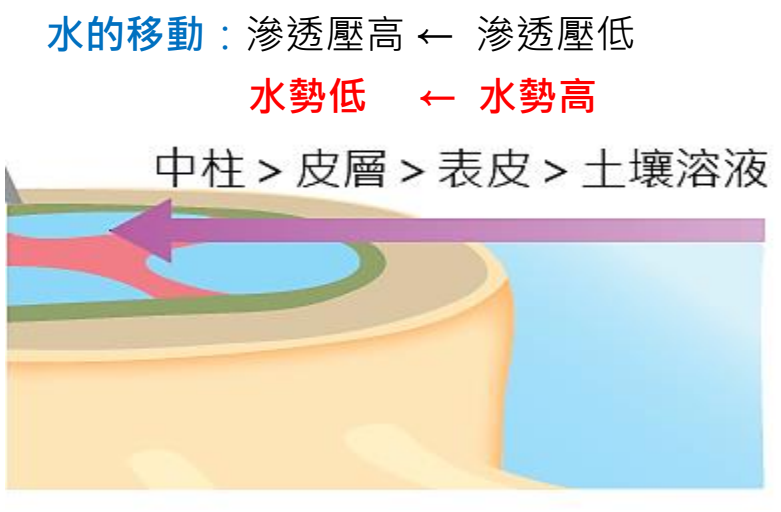 水的移動：滲透壓高 ← 滲透壓低
水勢低 ← 水勢高
中柱 > 皮層 > 表皮 > 土壤溶液